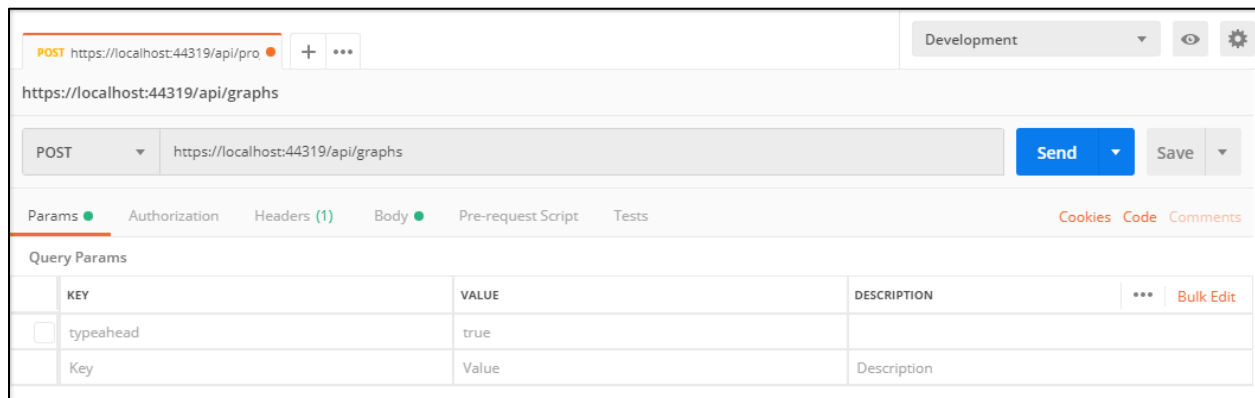 POST https://localhost:44319/api/pro + •••
Development
https://localhost:44319/api/graphs
POST https://localhost:44319/api/graphs Send Save
Params Authorization Headers (1) Body Pre-request Script Tests Cookies Code Comments
Query Params
KEY VALUE DESCRIPTION ••• Bulk Edit
typeahead true
Key Value Description